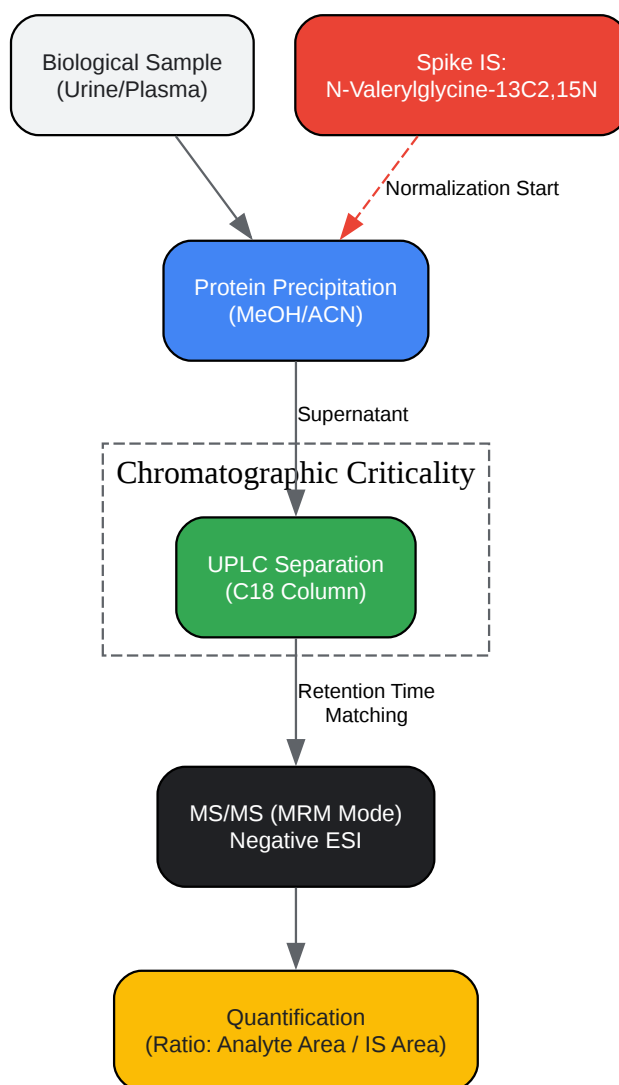 Biological Sample
(Urine/Plasma)
Spike IS:
N-Valerylglycine-13C2,15N
Normalization Start
Protein Precipitation
(MeOH/ACN)
Supernatant
Chromatographic Criticality
UPLC Separation
(C18 Column)
Retention Time
Matching
MS/MS (MRM Mode)
Negative ESI
Quantification
(Ratio: Analyte Area / IS Area)